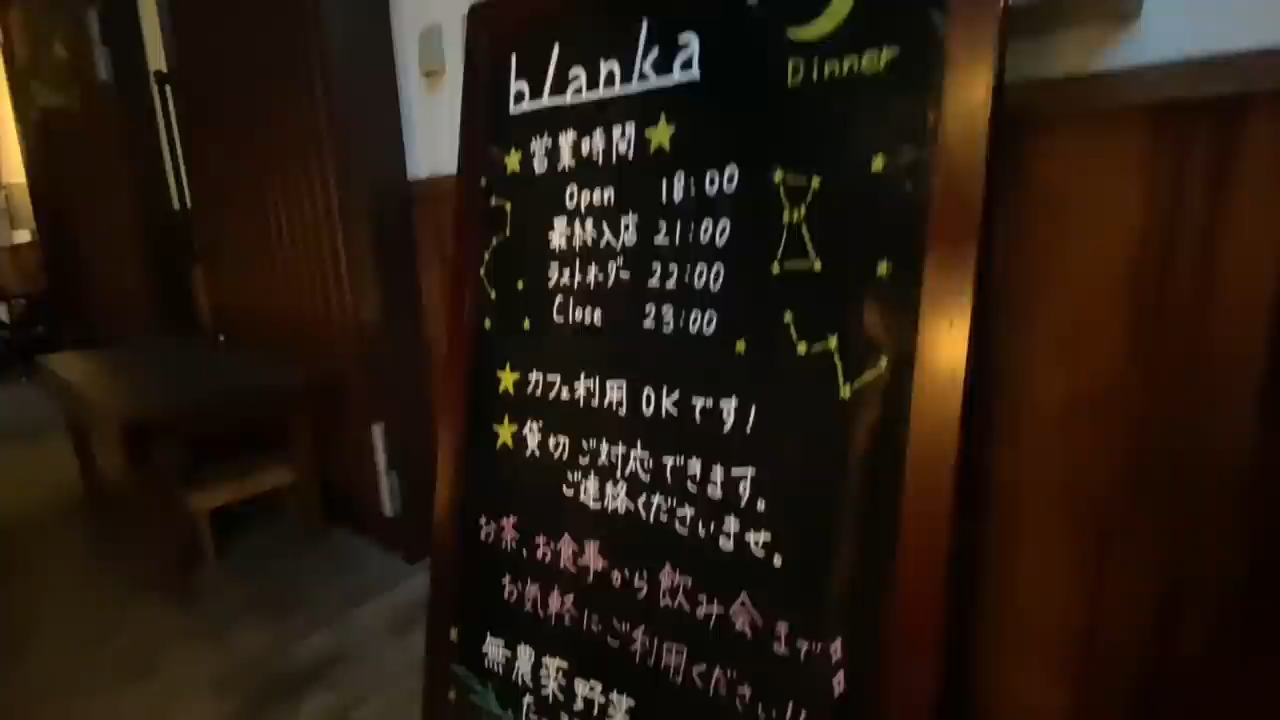 blanka
Dinner
営業時間
Open 18:00
最終入店 21:00
ラストオーダー 22:00
Close 23:00
カフェ利用 OKです!
貸切ご対応できます。
ご連絡くださいませ。
お茶、お食事から飲み会まで!!
お気軽にご利用ください!!
無農薬野菜